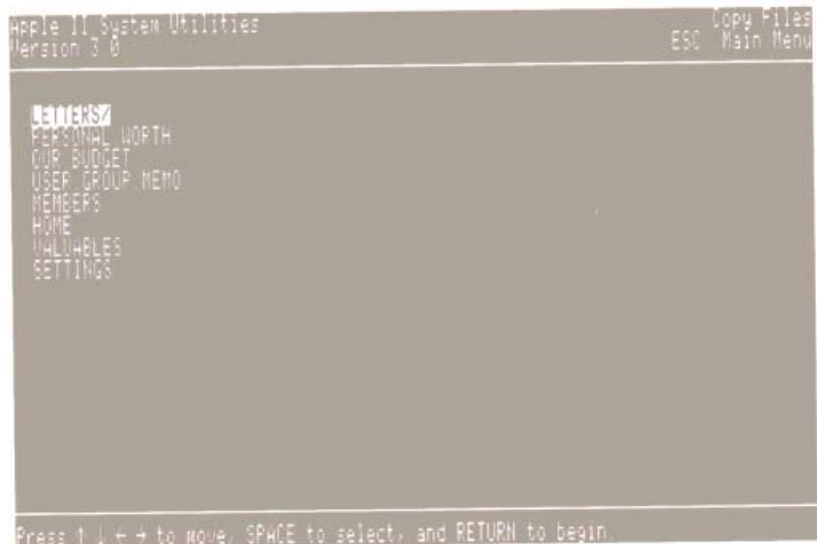 Apple II System Utilities
Copy Files
Version 3.0
ESC: Main Menu
LETTERS/
PERSONAL WORTH
OUR BUDGET
USER GROUP MEMO
MEMBERS
HOME
VALUABLES
SETTINGS
Press ↑ ↓ ← → to move, SPACE to select, and RETURN to begin.